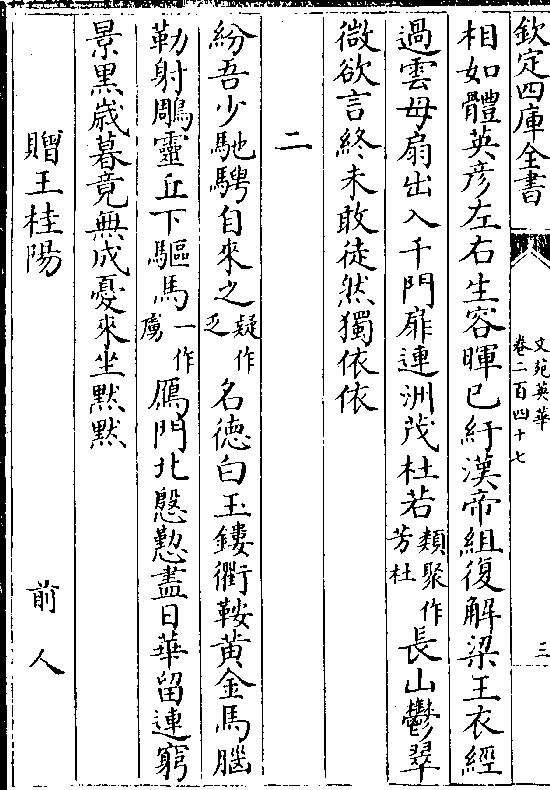 欽定四庫全書
文苑英華
卷二百四十七
三
相如體英彦左右生容暉已紆漢帝組復解梁王衣經
過雲母扇出入千門扉連洲茂杜若類聚作芳杜長山鬱翠
微欲言終未敢徒然獨依依
二
紛吾少馳騁自來之疑作乏名徳白玉鏤衢鞍黄金馬腦
勒射鵰靈丘下驅馬一作虜鴈門北慇懃盡日華留連窮
景黒歳暮竟無成憂來坐黙黙
贈王桂陽
前人